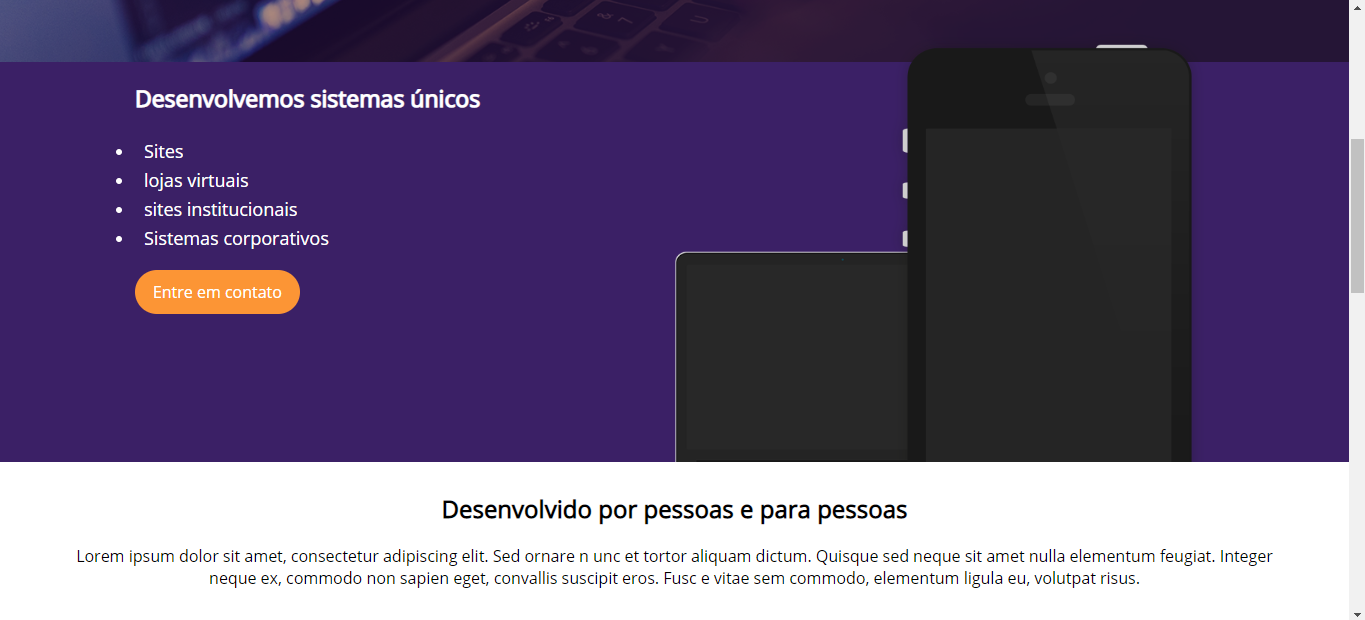 Desenvolvemos sistemas únicos
Sites
lojas virtuais
sites institucionais
Sistemas corporativos
Entre em contato
Desenvolvido por pessoas e para pessoas
Lorem ipsum dolor sit amet, consectetur adipiscing elit. Sed ornare n unc et tortor aliquam dictum. Quisque sed neque sit amet nulla elementum feugiat. Integer
neque ex, commodo non sapien eget, convallis suscipit eros. Fusc e vitae sem commodo, elementum ligula eu, volutpat risus.